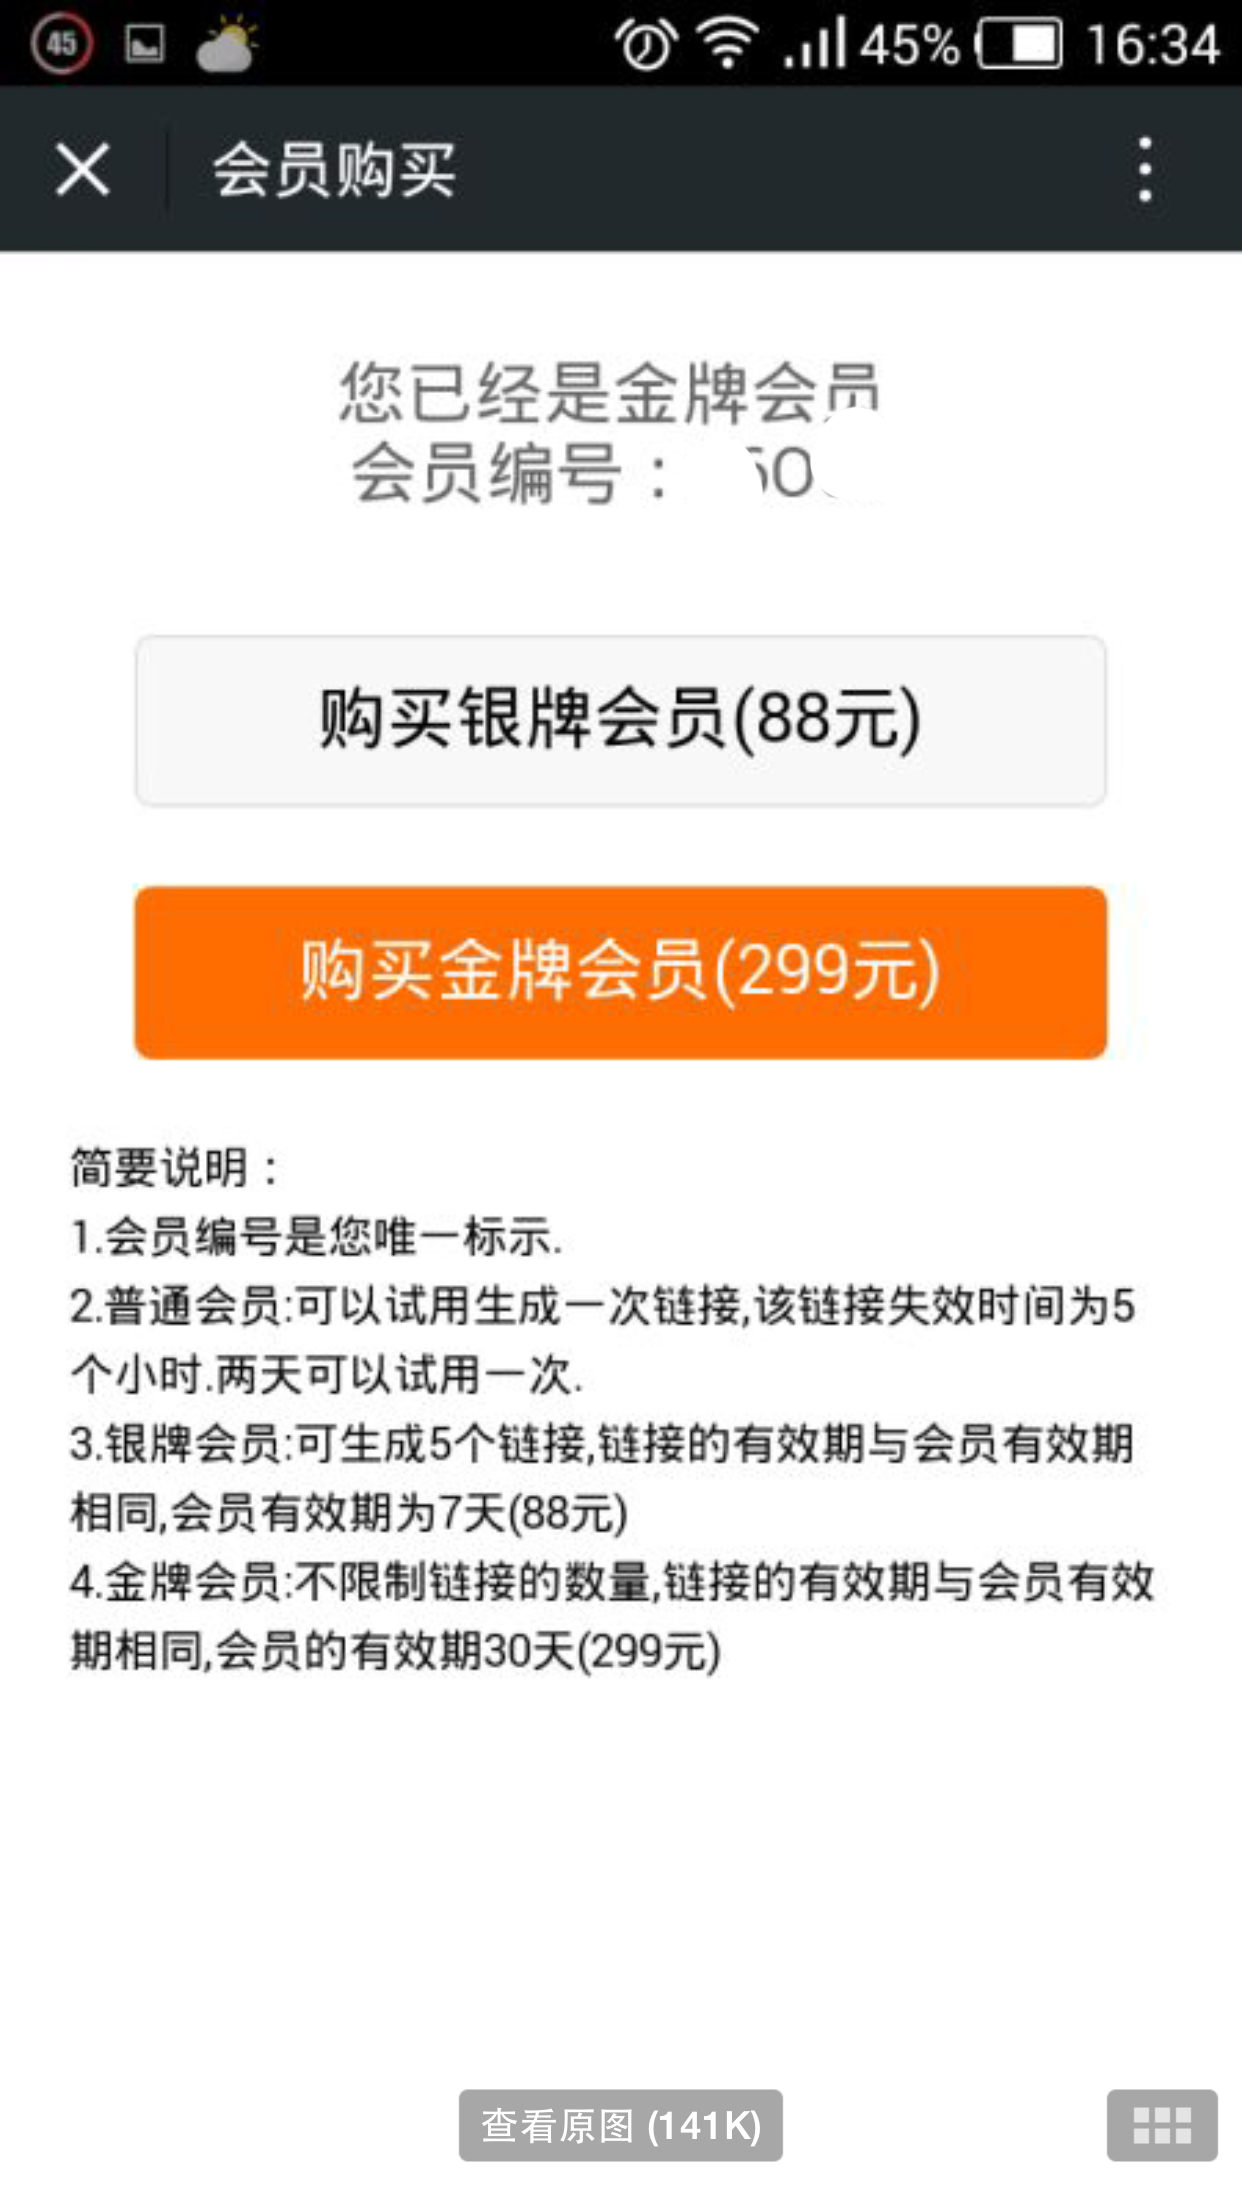 45
45% 16:34
会员购买
您已经是金牌会员
会员编号：
购买银牌会员(88元)
购买金牌会员(299元)
简要说明：
1.会员编号是您唯一标示.
2.普通会员:可以试用生成一次链接,该链接失效时间为5
个小时.两天可以试用一次.
3.银牌会员:可生成5个链接,链接的有效期与会员有效期
相同,会员有效期为7天(88元)
4.金牌会员:不限制链接的数量,链接的有效期与会员有效
期相同,会员的有效期30天(299元)
查看原图 (141K)